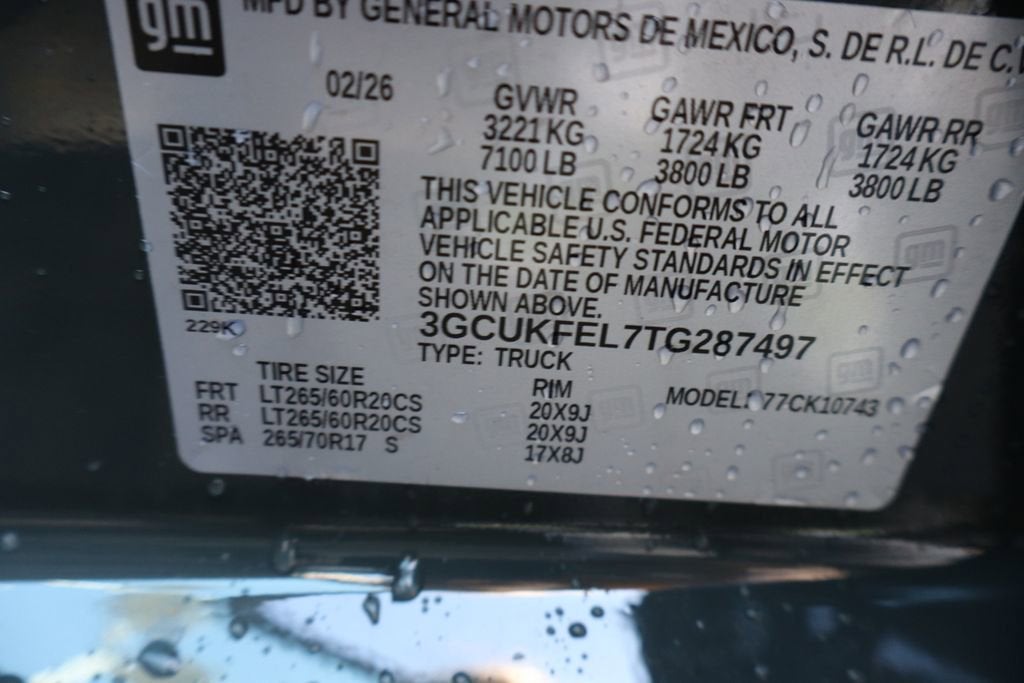 gm
MFD BY GENERAL MOTORS DE MEXICO, S. DE R.L. DE C.V
02/26
GVWR
3221 KG
7100 LB
GAWR FRT
1724 KG
3800 LB
GAWR RR
1724 KG
3800 LB
THIS VEHICLE CONFORMS TO ALL
APPLICABLE U.S. FEDERAL MOTOR
VEHICLE SAFETY STANDARDS IN EFFECT
ON THE DATE OF MANUFACTURE
SHOWN ABOVE.
229K
3GCUKFEL7TG287497
TYPE: TRUCK
TIRE SIZE RIM MODEL: 77CK10743
FRT LT265/60R20CS 20X9J
RR LT265/60R20CS 20X9J
SPA 265/70R17 S 17X8J